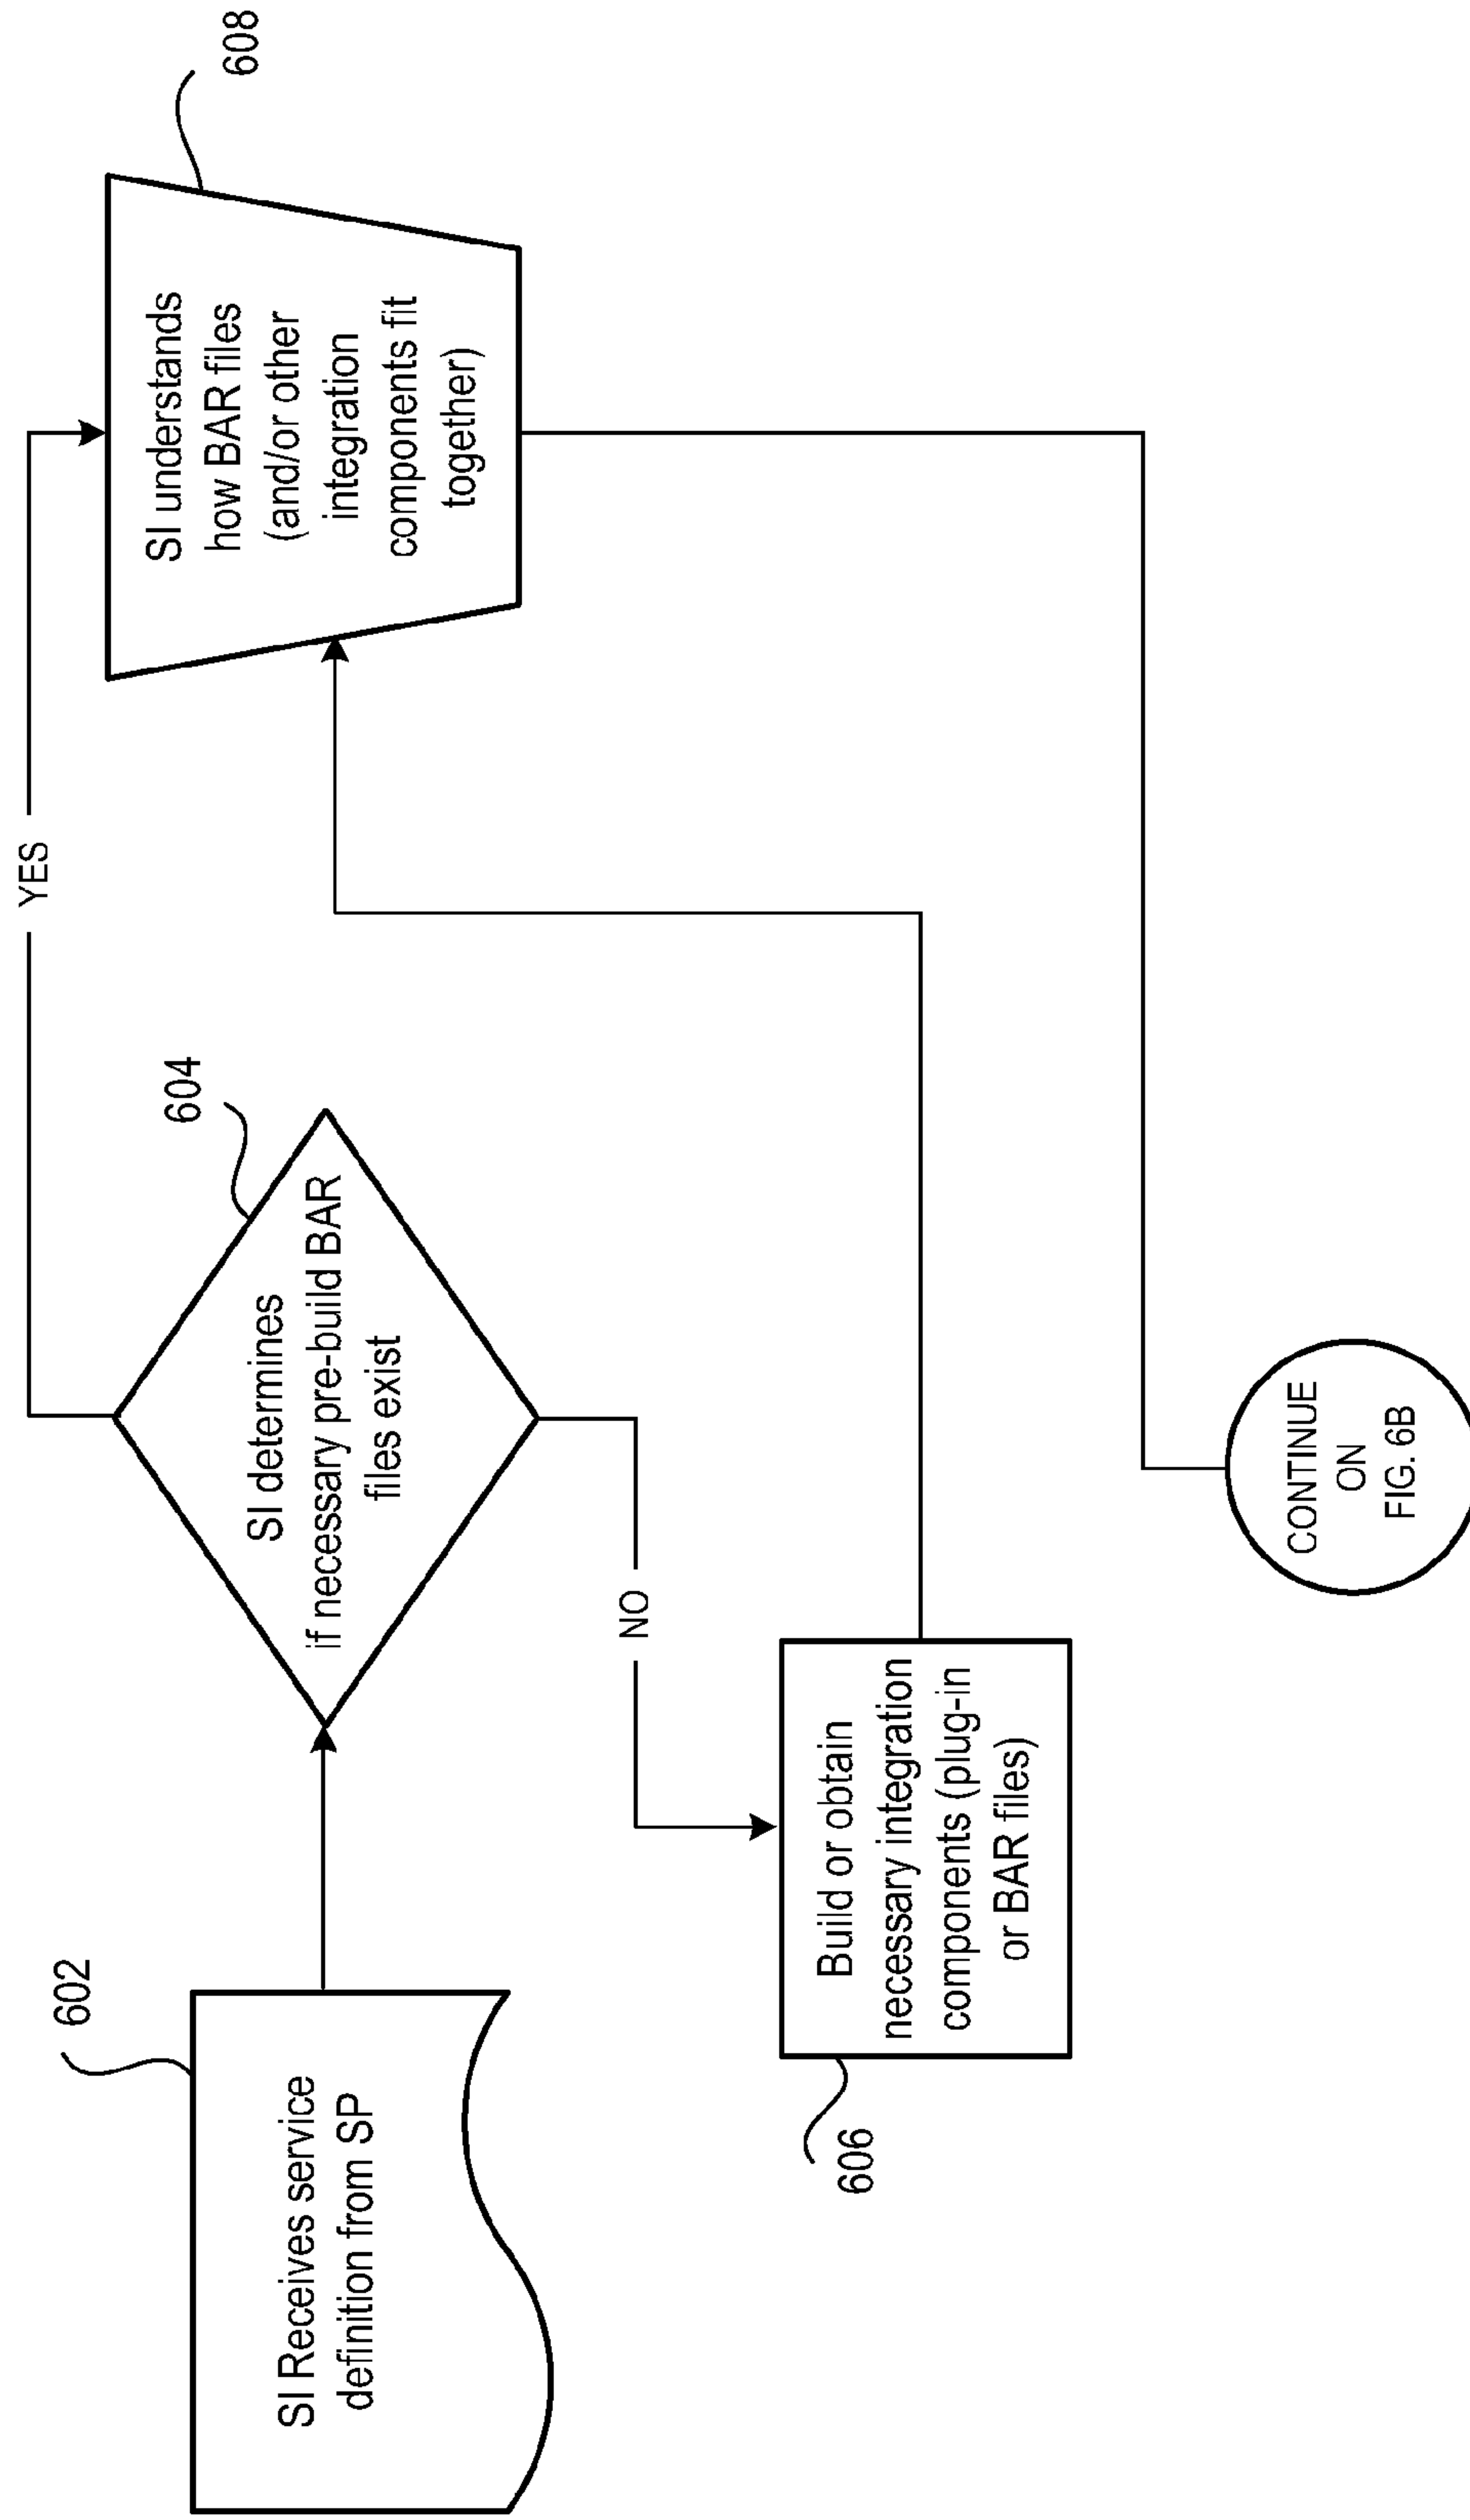 602
SI Receives service
definition from SP
604
SI determines
if necessary pre-build BAR
files exist
YES
NO
606
Build or obtain
necessary integration
components (plug-in
or BAR files)
608
SI understands
how BAR files
(and/or other
integration
components fit
together)
CONTINUE
ON
FIG. 6B